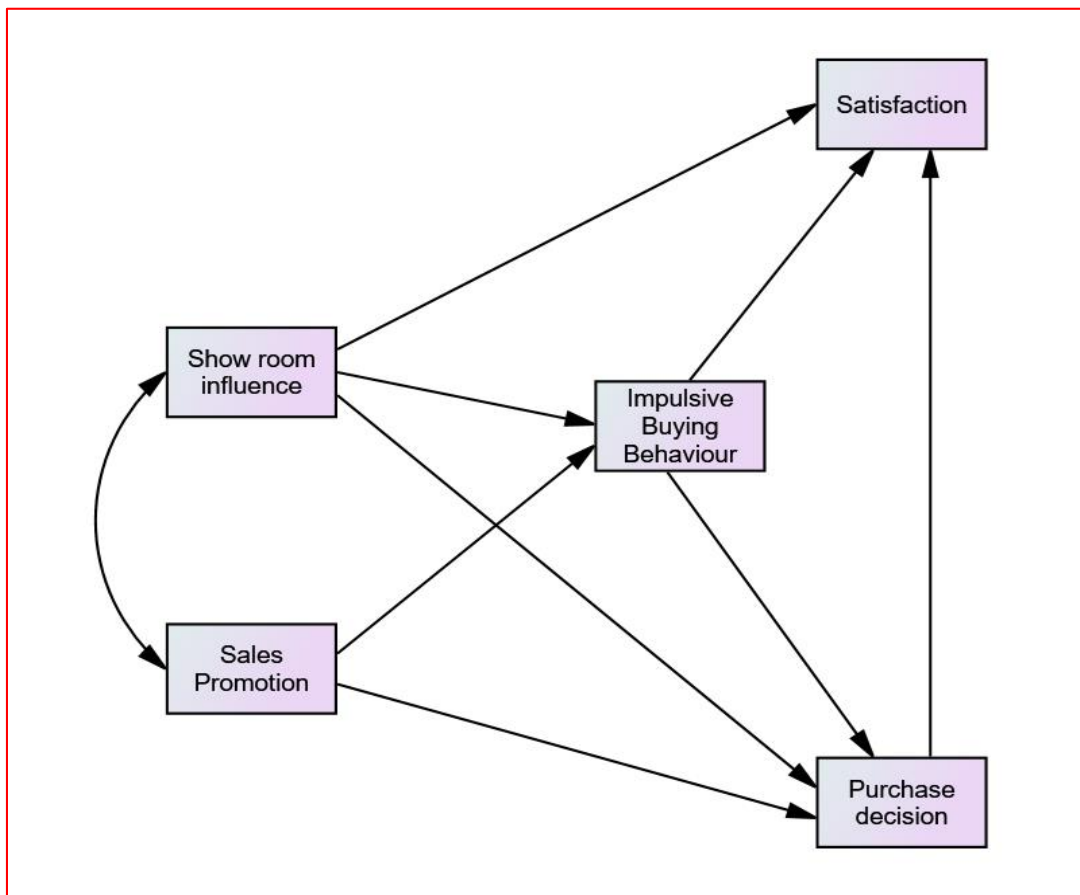 Satisfaction
Show room
influence
Impulsive
Buying
Behaviour
Sales
Promotion
Purchase
decision